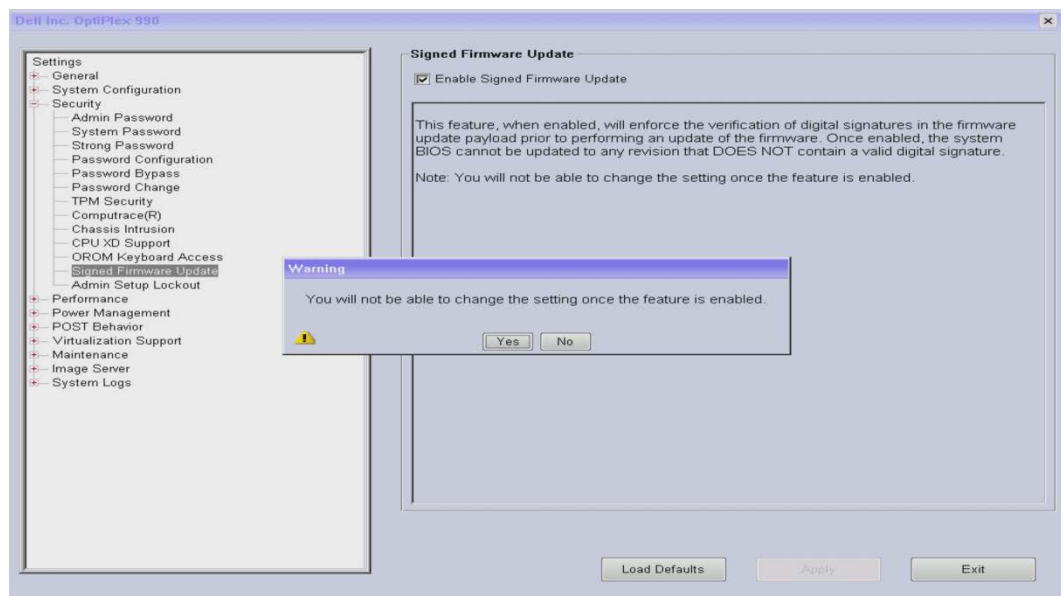 Dell Inc. OptiPlex 990
Settings
General
System Configuration
Security
Admin Password
System Password
Strong Password
Password Configuration
Password Bypass
Password Change
TPM Security
Computrace(R)
Chassis Intrusion
CPU XD Support
OROM Keyboard Access
Signed Firmware Update
Admin Setup Lockout
Performance
Power Management
POST Behavior
Virtualization Support
Maintenance
Image Server
System Logs
Signed Firmware Update
Enable Signed Firmware Update
This feature, when enabled, will enforce the verification of digital signatures in the firmware
update payload prior to performing an update of the firmware. Once enabled, the system
BIOS cannot be updated to any revision that DOES NOT contain a valid digital signature.
Note: You will not be able to change the setting once the feature is enabled.
Warning
You will not be able to change the setting once the feature is enabled.
Yes No
Load Defaults Apply Exit